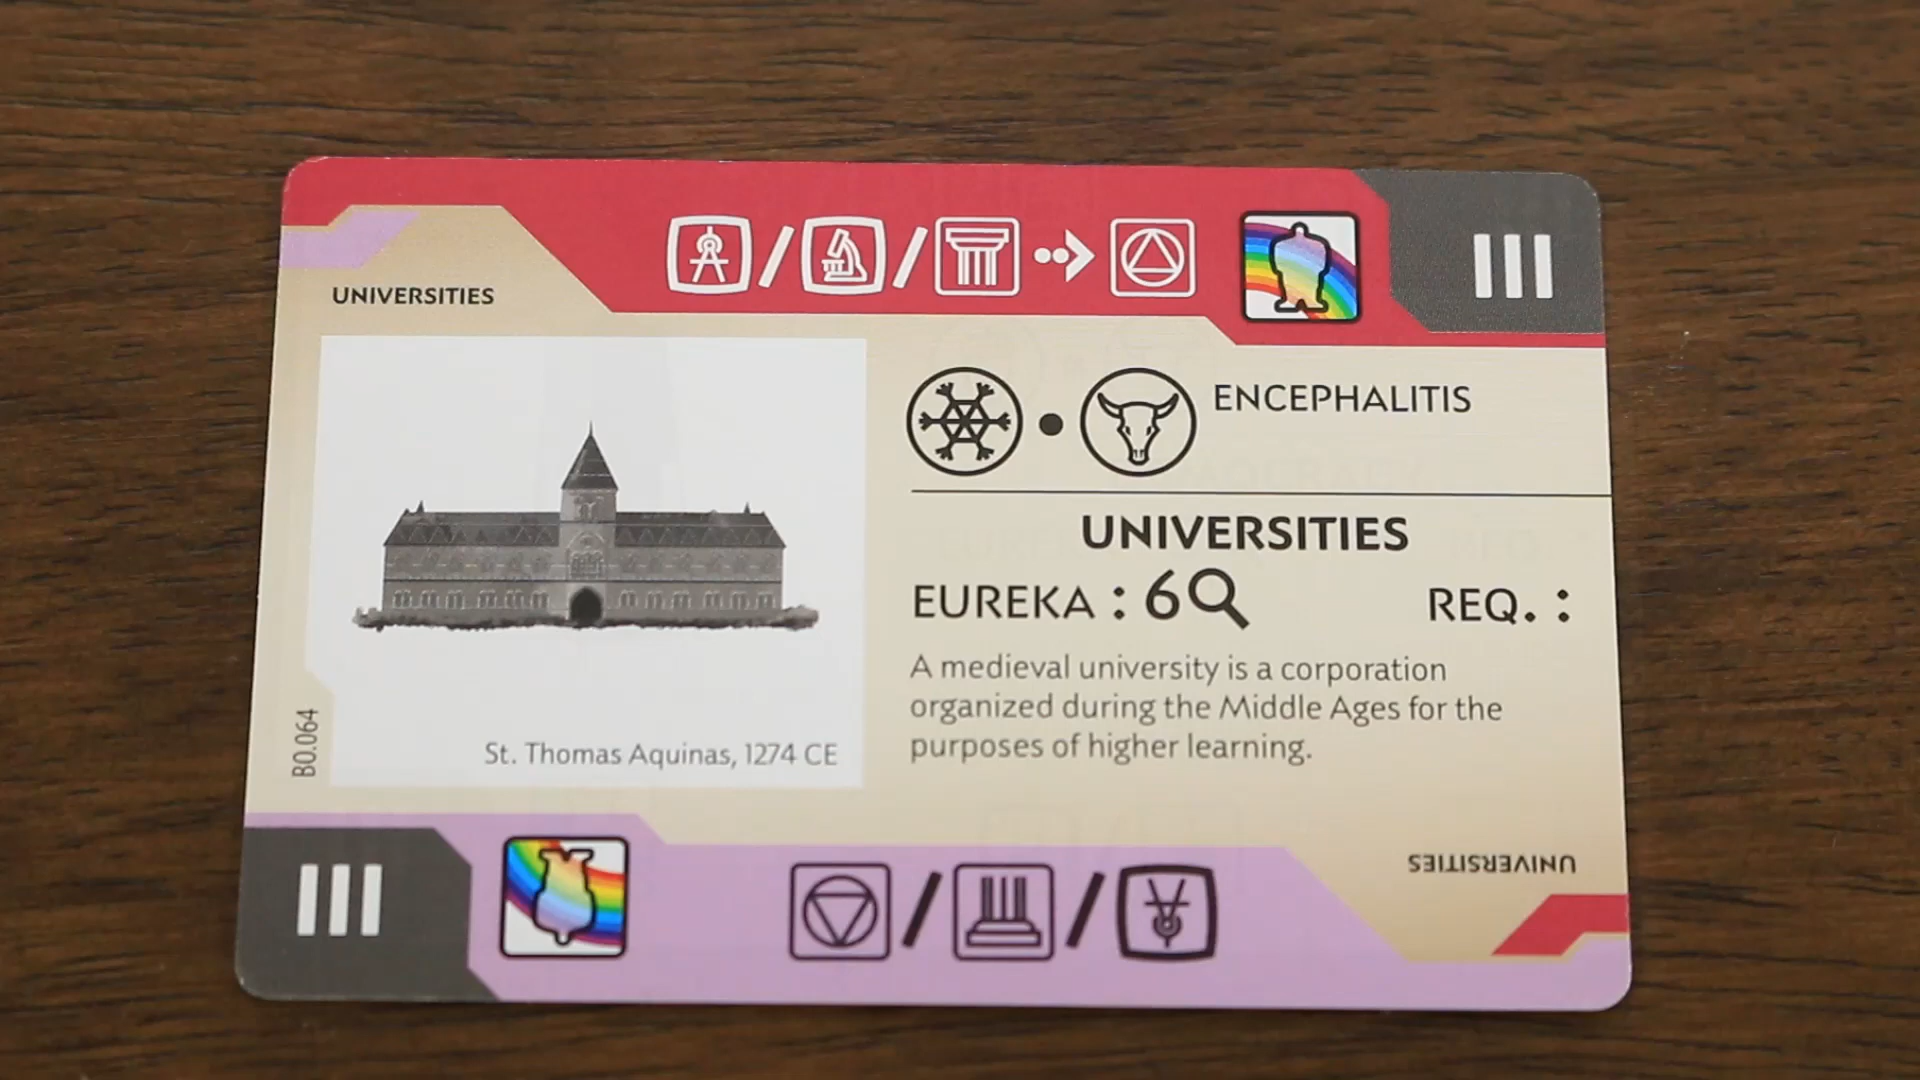 III
UNIVERSITIES
ENCEPHALITIS
UNIVERSITIES
EUREKA : 6
REQ. :
A medieval university is a corporation
organized during the Middle Ages for the
purposes of higher learning.
St. Thomas Aquinas, 1274 CE
B0.064
III
UNIVERSITIES